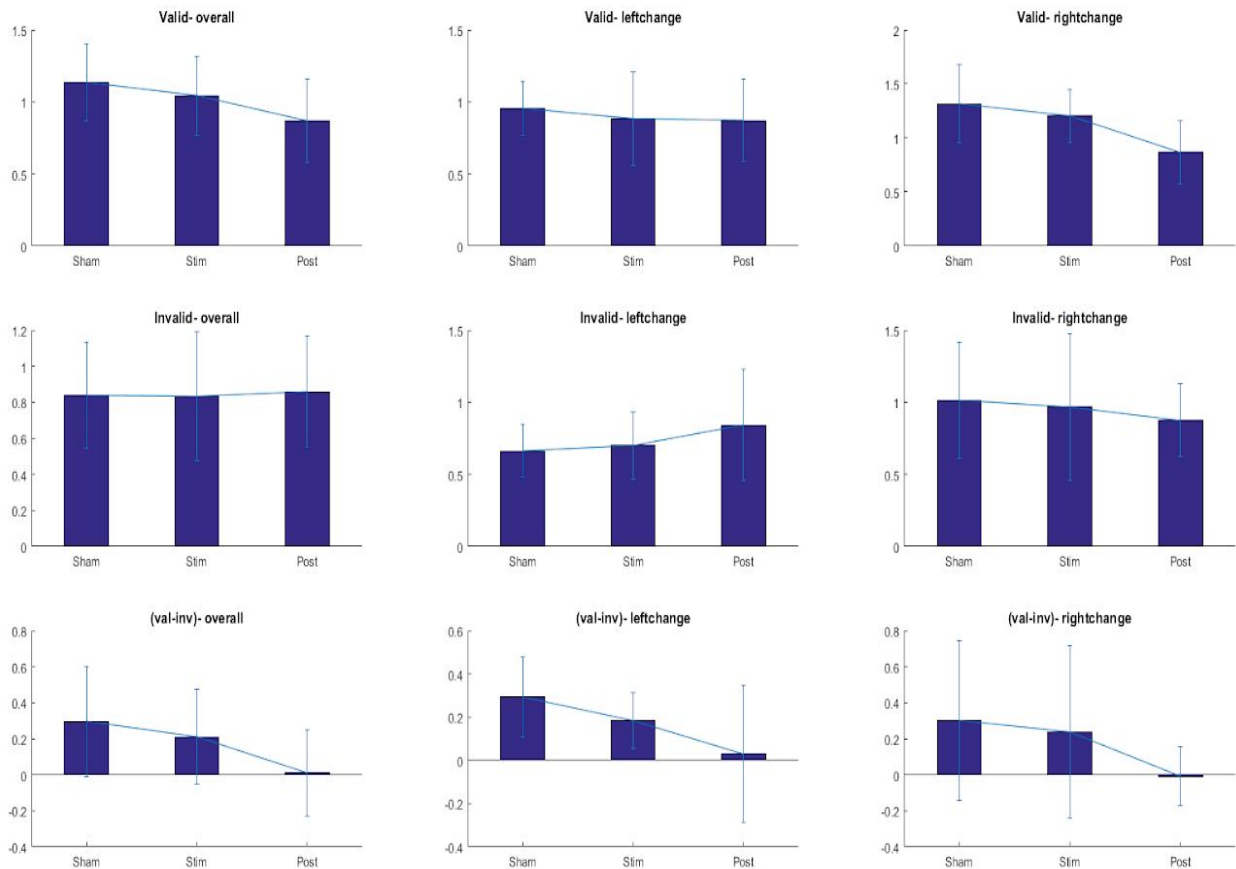 Valid- overall
1.5
1
0.5
0
Sham Stim Post
Valid- leftchange
1.5
1
0.5
0
Sham Stim Post
Valid- rightchange
2
1.5
1
0.5
0
Sham Stim Post
Invalid- overall
1.2
1
0.8
0.6
0.4
0.2
0
Sham Stim Post
Invalid- leftchange
1.5
1
0.5
0
Sham Stim Post
Invalid- rightchange
1.5
1
0.5
0
Sham Stim Post
(val-inv)- overall
0.8
0.6
0.4
0.2
0
-0.2
-0.4
Sham Stim Post
(val-inv)- leftchange
0.6
0.4
0.2
0
-0.2
-0.4
Sham Stim Post
(val-inv)- rightchange
0.8
0.6
0.4
0.2
0
-0.2
-0.4
Sham Stim Post